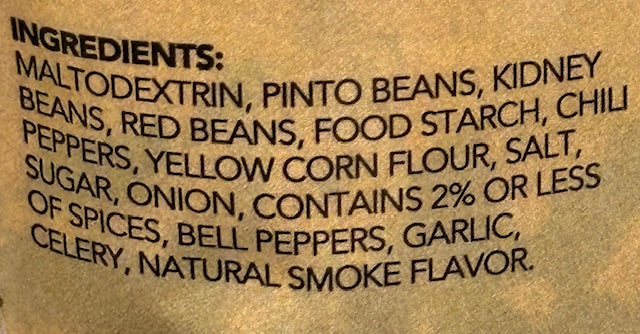 INGREDIENTS:
MALTODEXTRIN, PINTO BEANS, KIDNEY
BEANS, RED BEANS, FOOD STARCH, CHILI
PEPPERS, YELLOW CORN FLOUR, SALT,
SUGAR, ONION, CONTAINS 2% OR LESS
OF SPICES, BELL PEPPERS, GARLIC,
CELERY, NATURAL SMOKE FLAVOR.